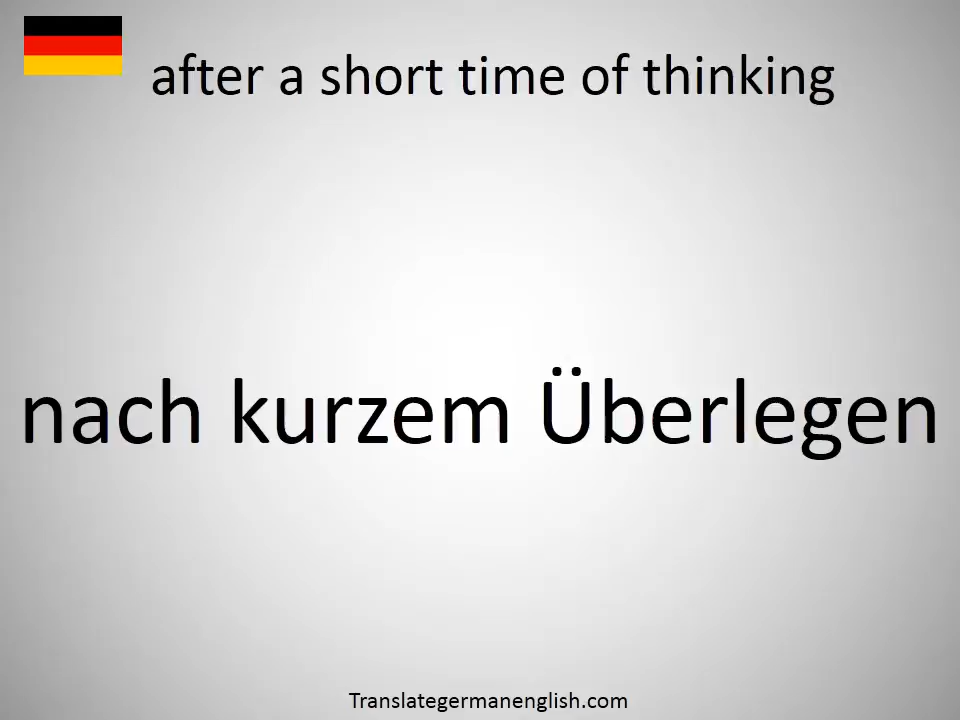 after a short time of thinking
nach kurzem Überlegen
Translategermanenglish.com